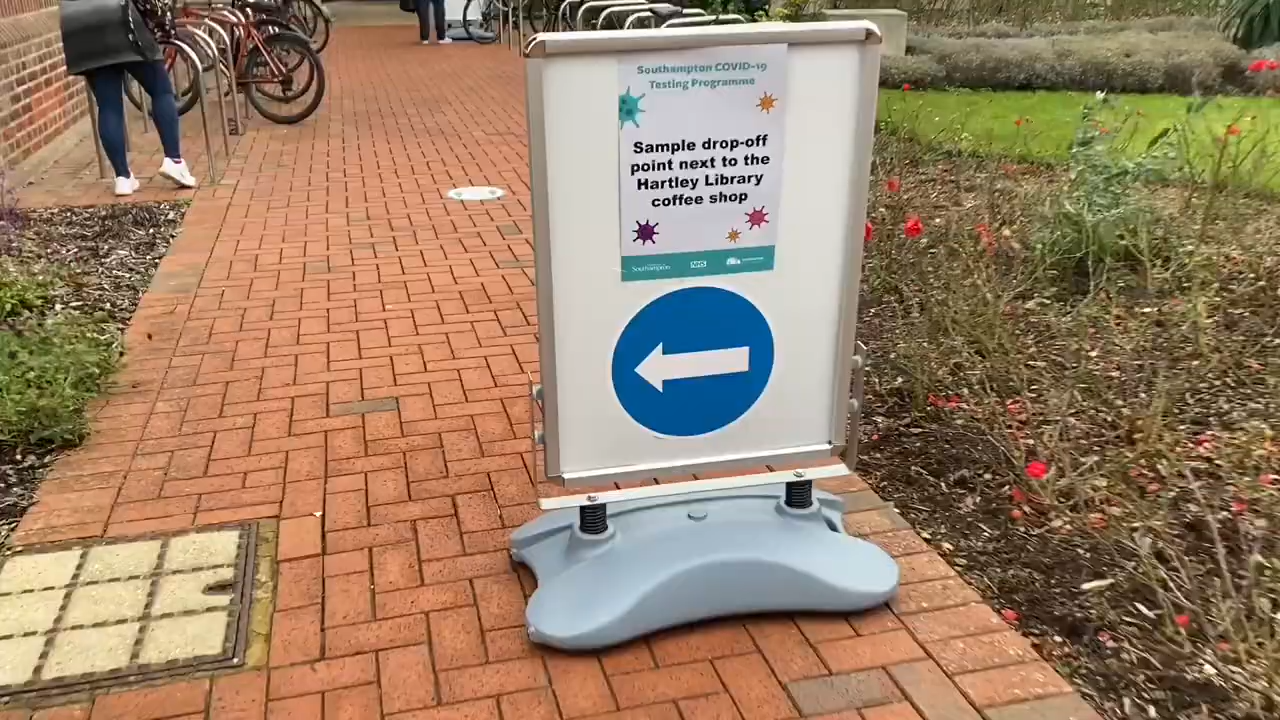 Southampton COVID-19
Testing Programme
Sample drop-off
point next to the
Hartley Library
coffee shop
Southampton
NHS